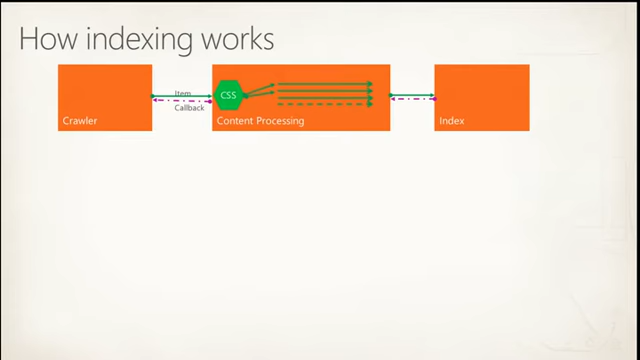 How indexing works
Item
Callback
CSS
Crawler
Content Processing
Index